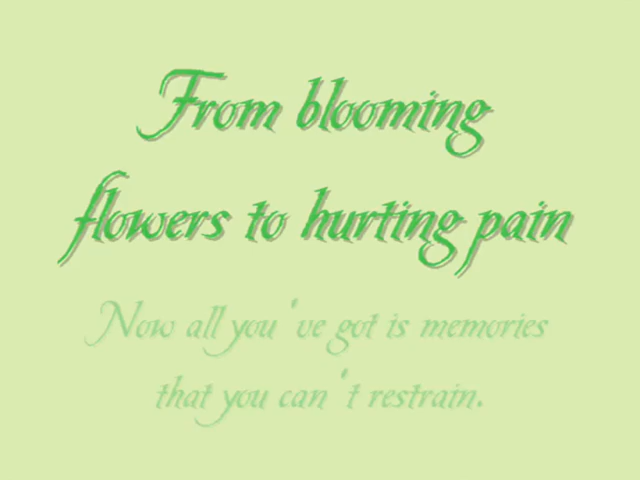 From blooming
flowers to hurting pain
Now all you've got is memories
that you can't restrain.